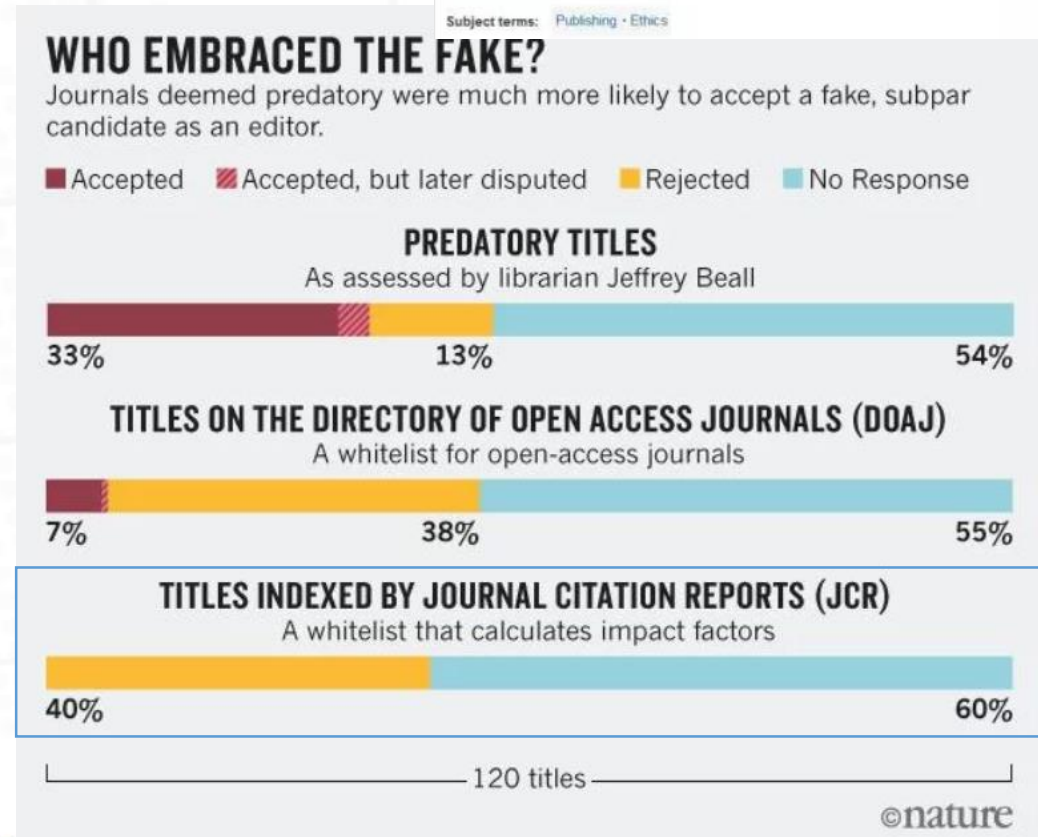 Subject terms: Publishing • Ethics
WHO EMBRACED THE FAKE?
Journals deemed predatory were much more likely to accept a fake, subpar
candidate as an editor.
Accepted Accepted, but later disputed Rejected No Response
PREDATORY TITLES
As assessed by librarian Jeffrey Beall
33% 13% 54%
TITLES ON THE DIRECTORY OF OPEN ACCESS JOURNALS (DOAJ)
A whitelist for open-access journals
7% 38% 55%
TITLES INDEXED BY JOURNAL CITATION REPORTS (JCR)
A whitelist that calculates impact factors
40% 60%
120 titles
©nature